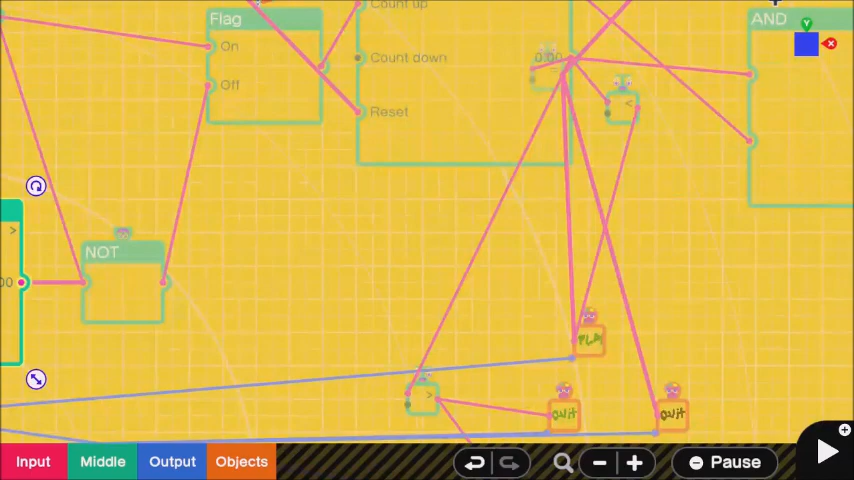 Flag
Count up
AND
On
Count down
0.00
=
Off
<
Reset
>
NOT
00
PLA
>
QUit
QUit
Input
Middle
Output
Objects
Pause
Y
X